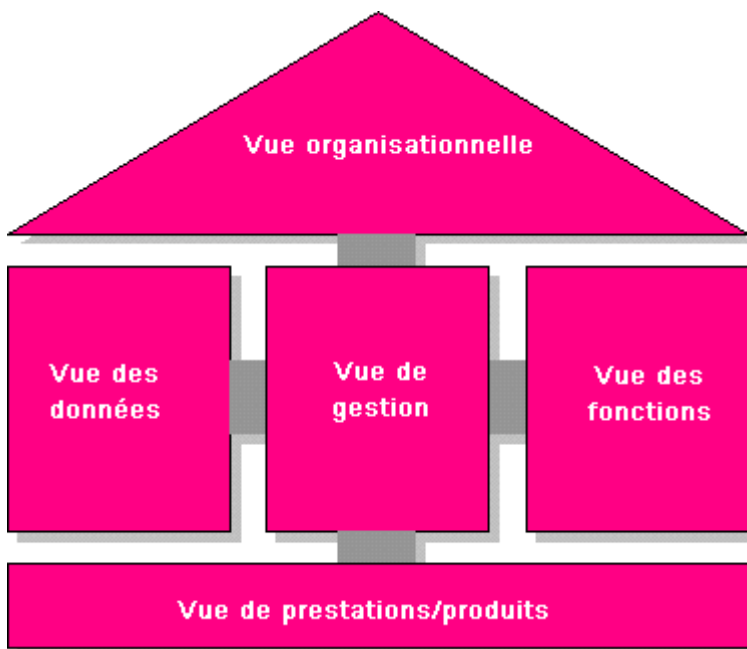 Vue organisationnelle
Vue des
données
Vue de
gestion
Vue des
fonctions
Vue de prestations/produits